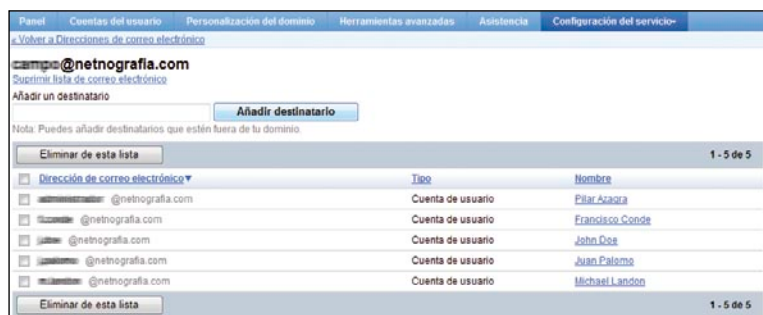 Panel Cuentas del usuario Personalización del dominio Herramientas avanzadas Asistencia Configuración del servicio
« Volver a Direcciones de correo electrónico
@netnografia.com
Suprimir lista de correo electrónico
Añadir un destinatario
Añadir destinatario
Nota: Puedes añadir destinatarios que estén fuera de tu dominio.
Eliminar de esta lista 1 - 5 de 5
Dirección de correo electrónico▼ Tipo Nombre
@netnografia.com Cuenta de usuario Pilar Azagra
@netnografia.com Cuenta de usuario Francisco Conde
@netnografia.com Cuenta de usuario John Doe
@netnografia.com Cuenta de usuario Juan Palomo
@netnografia.com Cuenta de usuario Michael Landon
Eliminar de esta lista 1 - 5 de 5